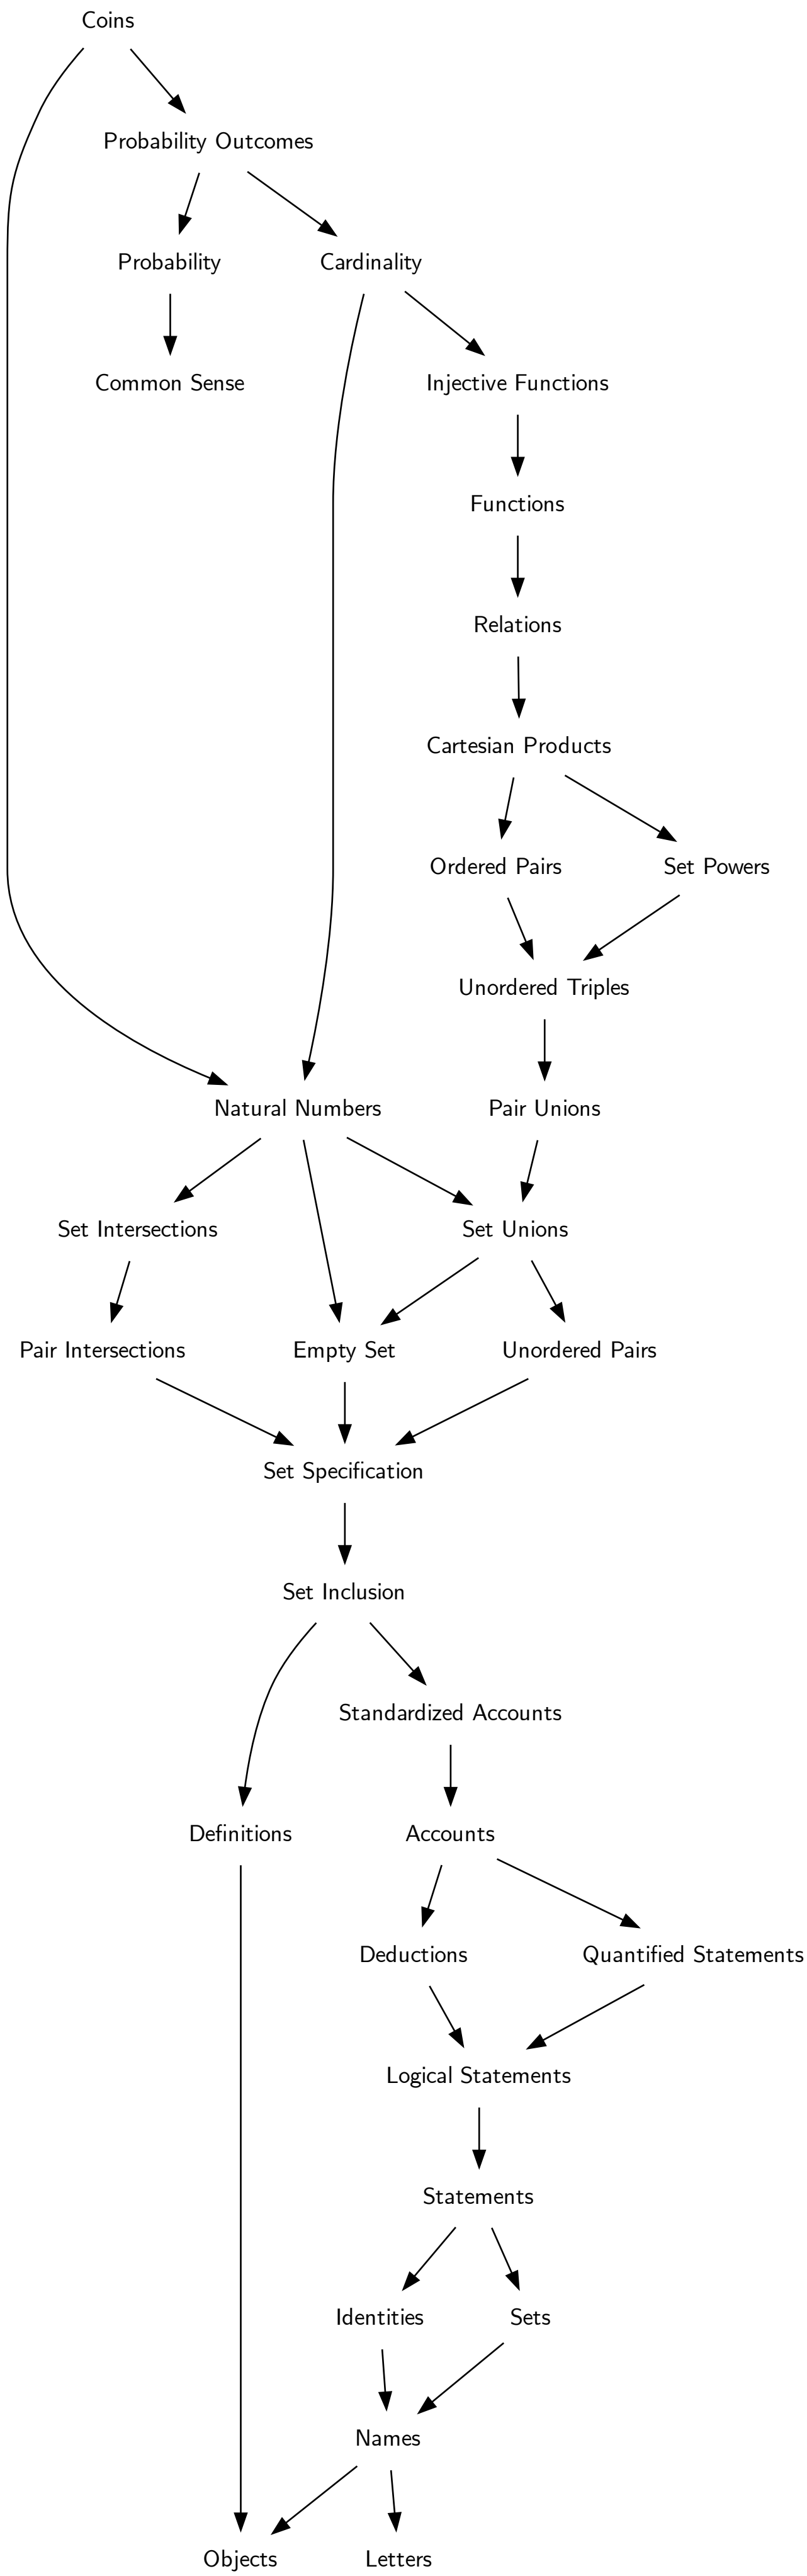 Coins
Probability Outcomes
Probability
Cardinality
Common Sense
Injective Functions
Functions
Relations
Cartesian Products
Ordered Pairs
Set Powers
Unordered Triples
Natural Numbers
Pair Unions
Set Intersections
Set Unions
Pair Intersections
Empty Set
Unordered Pairs
Set Specification
Set Inclusion
Standardized Accounts
Definitions
Accounts
Deductions
Quantified Statements
Logical Statements
Statements
Identities
Sets
Names
Objects
Letters